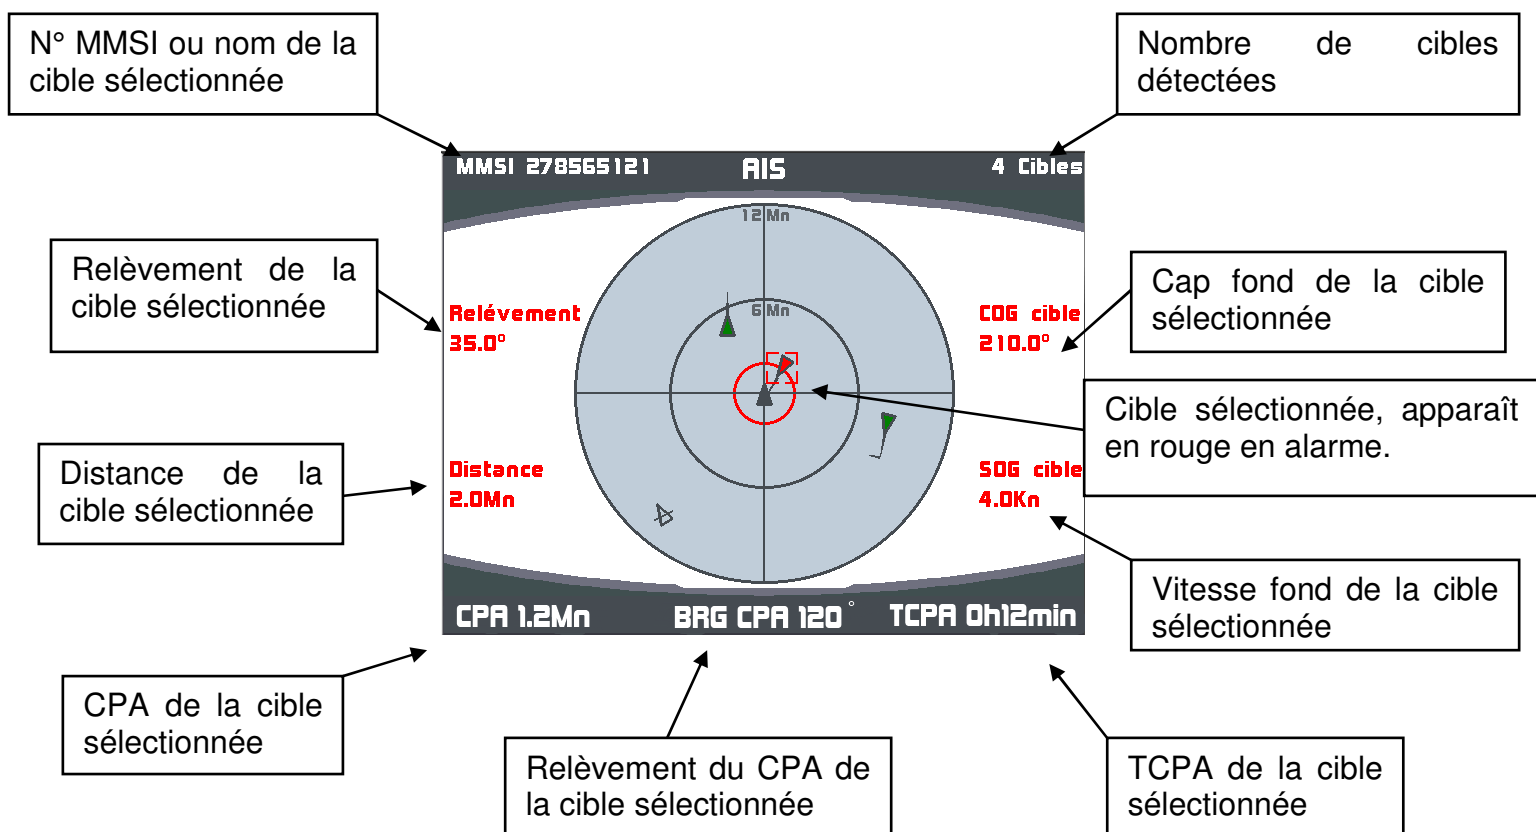 N° MMSI ou nom de la
cible sélectionnée
Nombre de cibles
détectées
MMSI 278565121
AIS
4 Cibles
12 Mn
Relèvement de la
cible sélectionnée
Cap fond de la cible
sélectionnée
Relévement
35.0°
6 Mn
COG cible
210.0°
Cible sélectionnée, apparaît
en rouge en alarme.
Distance de la
cible sélectionnée
Distance
2.0Mn
SOG cible
4.0Kn
Vitesse fond de la cible
sélectionnée
CPA 1.2Mn
BRG CPA 120°
TCPA 0h12min
CPA de la cible
sélectionnée
Relèvement du CPA de
la cible sélectionnée
TCPA de la cible
sélectionnée